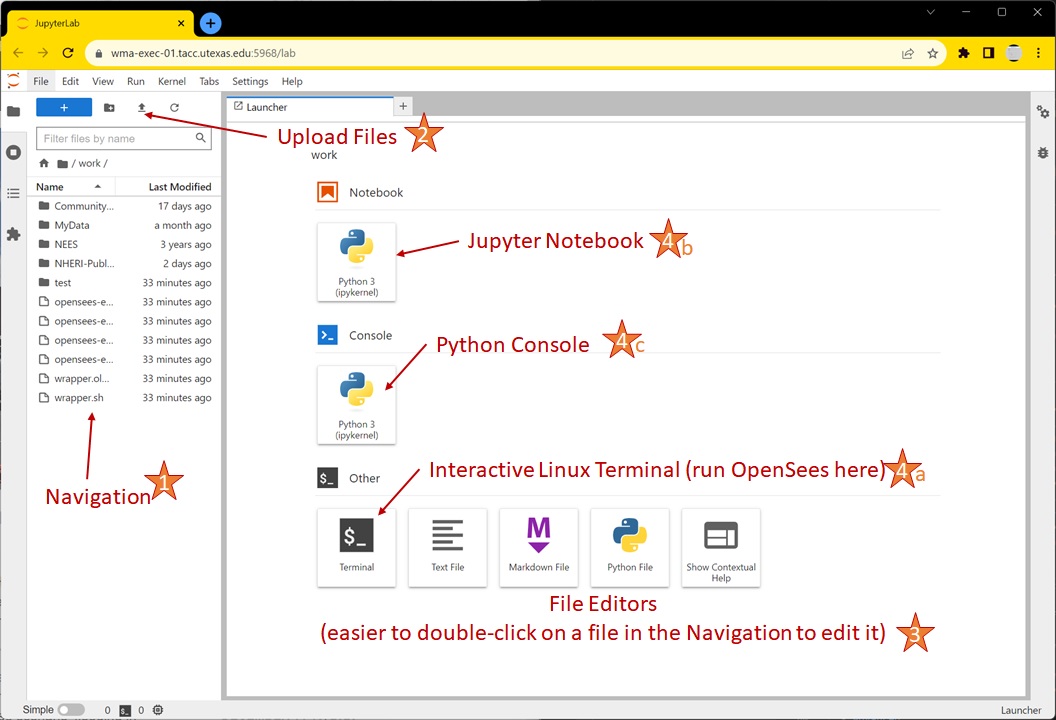 JupyterLab
wma-exec-01.tacc.utexas.edu:5968/lab
File Edit View Run Kernel Tabs Settings Help
+
Launcher
+
Filter files by name
Upload Files 2
/ work /
work
Name Last Modified
Community... 17 days ago
MyData a month ago
NEES 3 years ago
NHERI-Publ... 2 days ago
test 33 minutes ago
opensees-e... 33 minutes ago
opensees-e... 33 minutes ago
opensees-e... 33 minutes ago
opensees-e... 33 minutes ago
wrapper.ol... 33 minutes ago
wrapper.sh 33 minutes ago
Navigation 1
Notebook
Python 3
(ipykernel)
Jupyter Notebook 4 b
Console
Python Console 4 c
Python 3
(ipykernel)
$_ Other
Interactive Linux Terminal (run OpenSees here) 4 a
$_
Terminal
Text File
M
Markdown File
Python File
Show Contextual
Help
File Editors
(easier to double-click on a file in the Navigation to edit it) 3
Simple 0 $_ 0
Launcher